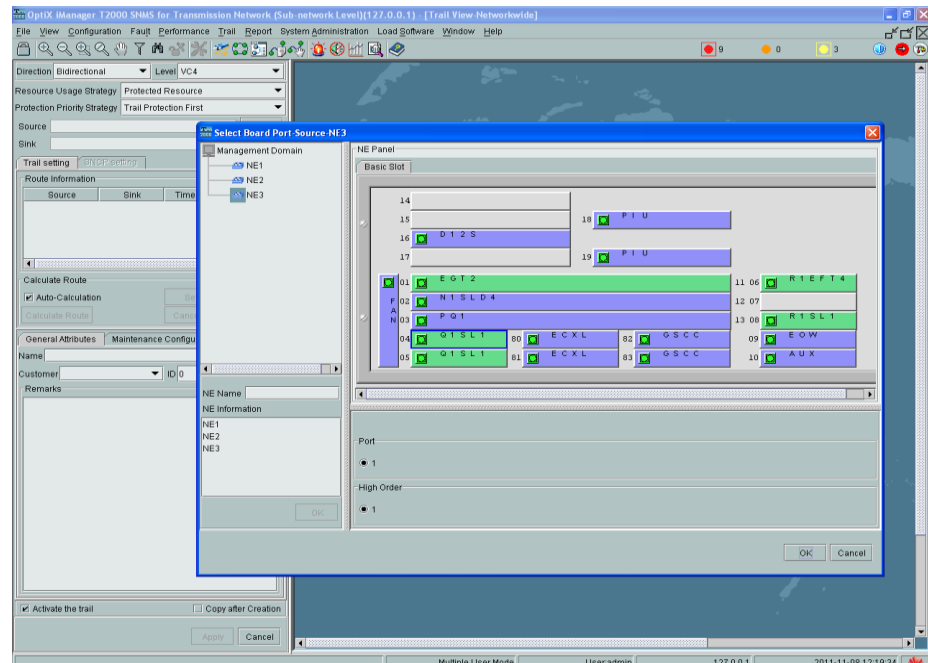 OptiX iManager T2000 SNMS for Transmission Network (Sub-network Level)(127.0.0.1) - [Trail View-Networkwide]
File View Configuration Fault Performance Trail Report System Administration Load Software Window Help
9 0 3
Direction Bidirectional Level VC4
Resource Usage Strategy Protected Resource
Protection Priority Strategy Trail Protection First
Source
Sink
Trail setting SNCP setting
Route Information
Source Sink Time
Calculate Route
Auto-Calculation
Calculate Route
General Attributes Maintenance Configu
Name
Customer ID 0
Remarks
Activate the trail Copy after Creation
Apply Cancel
Select Board Port-Source-NE3
Management Domain
NE1
NE2
NE3
NE Name
NE Information
NE1
NE2
NE3
OK
NE Panel
Basic Slot
14
15 18 PIU
16 D12S
17 19 PIU
FAN
01 EGT2 11 06 R1EFT4
02 N1SLD4 12 07
03 PQ1 13 08 R1SL1
04 Q1SL1 80 ECXL 82 GSCC 09 EOW
05 Q1SL1 81 ECXL 83 GSCC 10 AUX
Port
1
High Order
1
OK Cancel
Multiple User Mode User:admin 127.0.0.1 2011-11-08 12:19:24